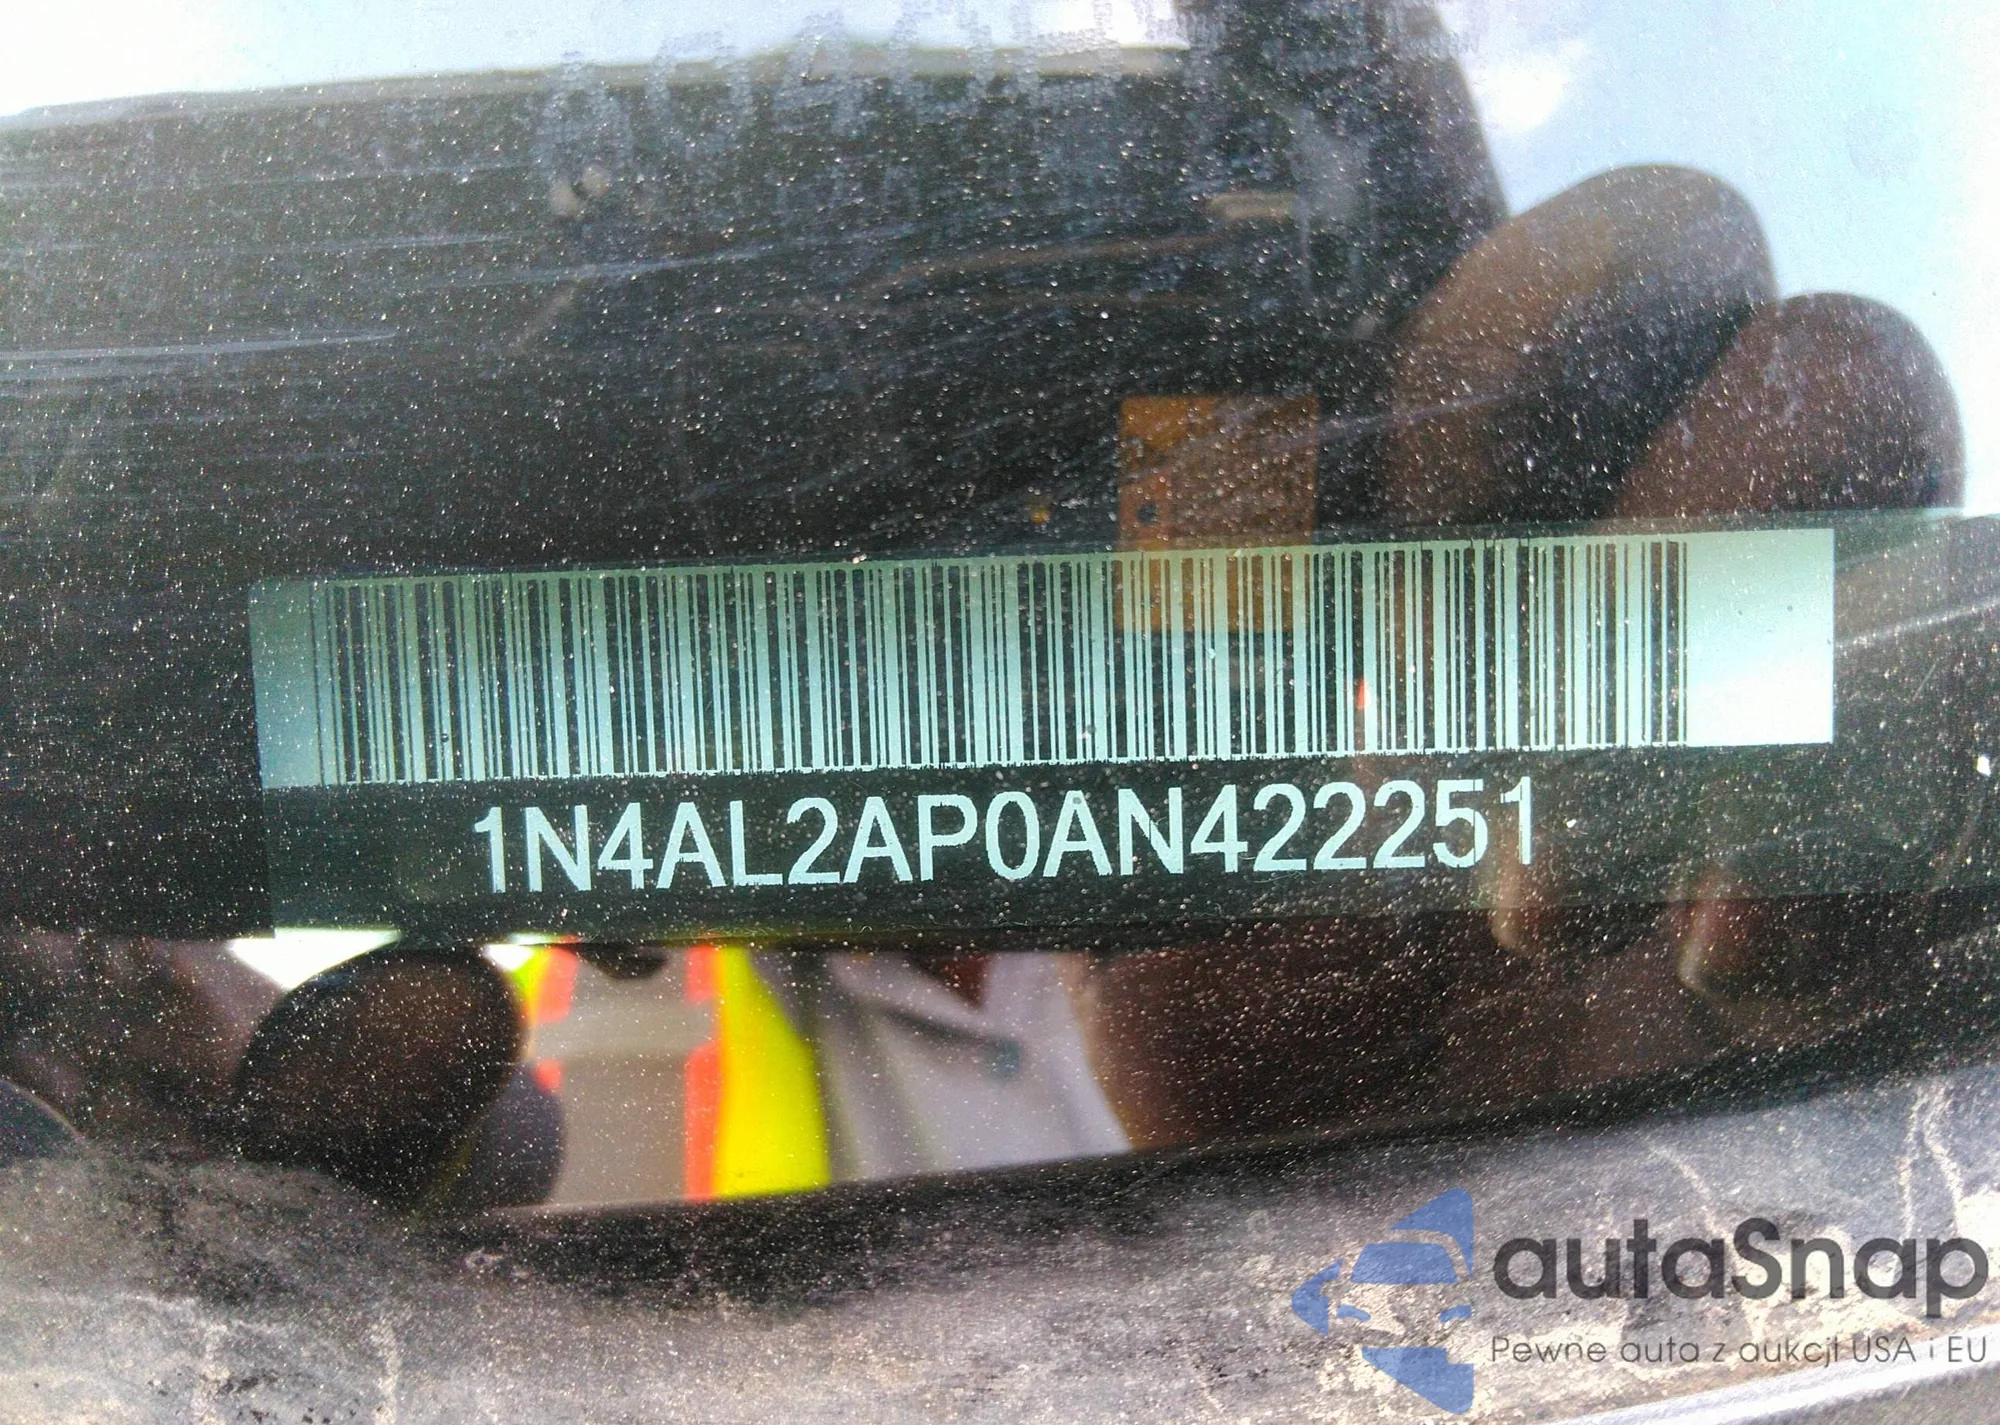 1N4AL2AP0AN422251
autaSnap
Pewne auta z aukcji USA i EU